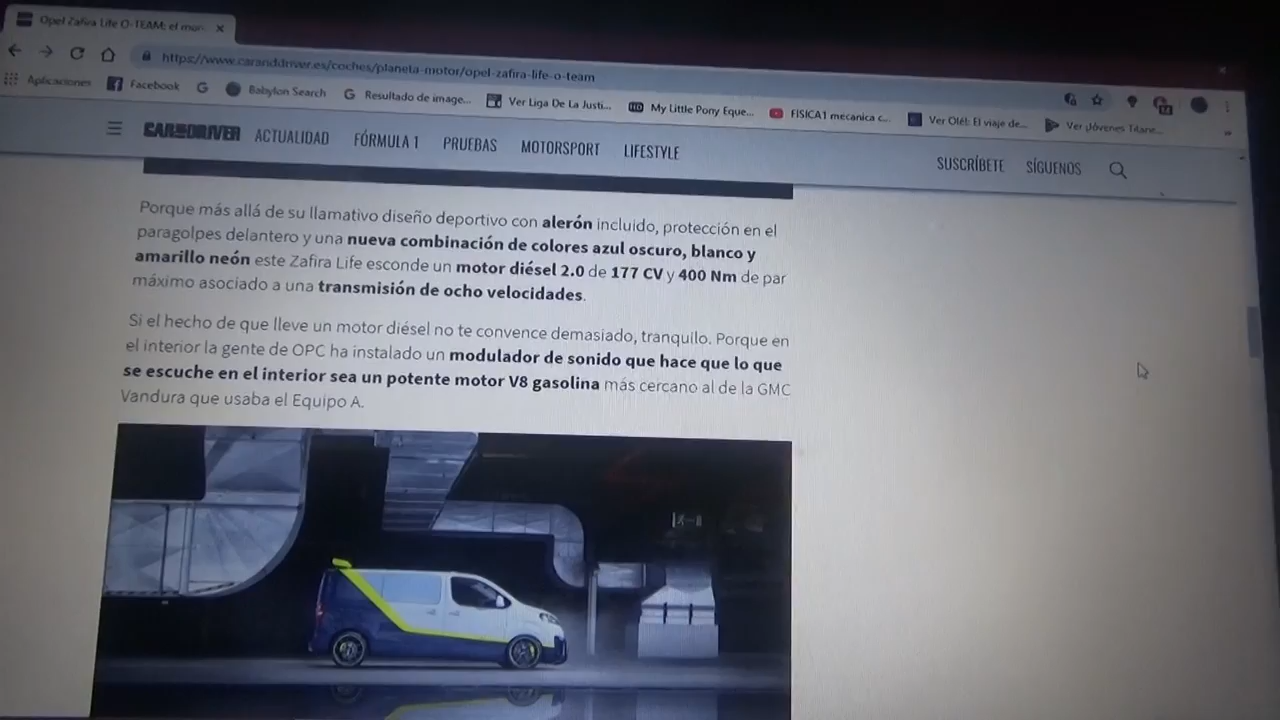 Opel Zafira Life O-TEAM: el mon
https://www.caranddriver.es/coches/planeta-motor/opel-zafira-life-o-team
Aplicaciones Facebook Babylon Search Resultado de image... Ver Liga De La Justi... My Little Pony Eque... FISICA1 mecanica c... Ver Olé!: El viaje de... Ver ¡Jóvenes Titane...
CAR AND DRIVER ACTUALIDAD FÓRMULA 1 PRUEBAS MOTORSPORT LIFESTYLE SUSCRÍBETE SÍGUENOS
Porque más allá de su llamativo diseño deportivo con alerón incluido, protección en el
paragolpes delantero y una nueva combinación de colores azul oscuro, blanco y
amarillo neón este Zafira Life esconde un motor diésel 2.0 de 177 CV y 400 Nm de par
máximo asociado a una transmisión de ocho velocidades.
Si el hecho de que lleve un motor diésel no te convence demasiado, tranquilo. Porque en
el interior la gente de OPC ha instalado un modulador de sonido que hace que lo que
se escuche en el interior sea un potente motor V8 gasolina más cercano al de la GMC
Vandura que usaba el Equipo A.